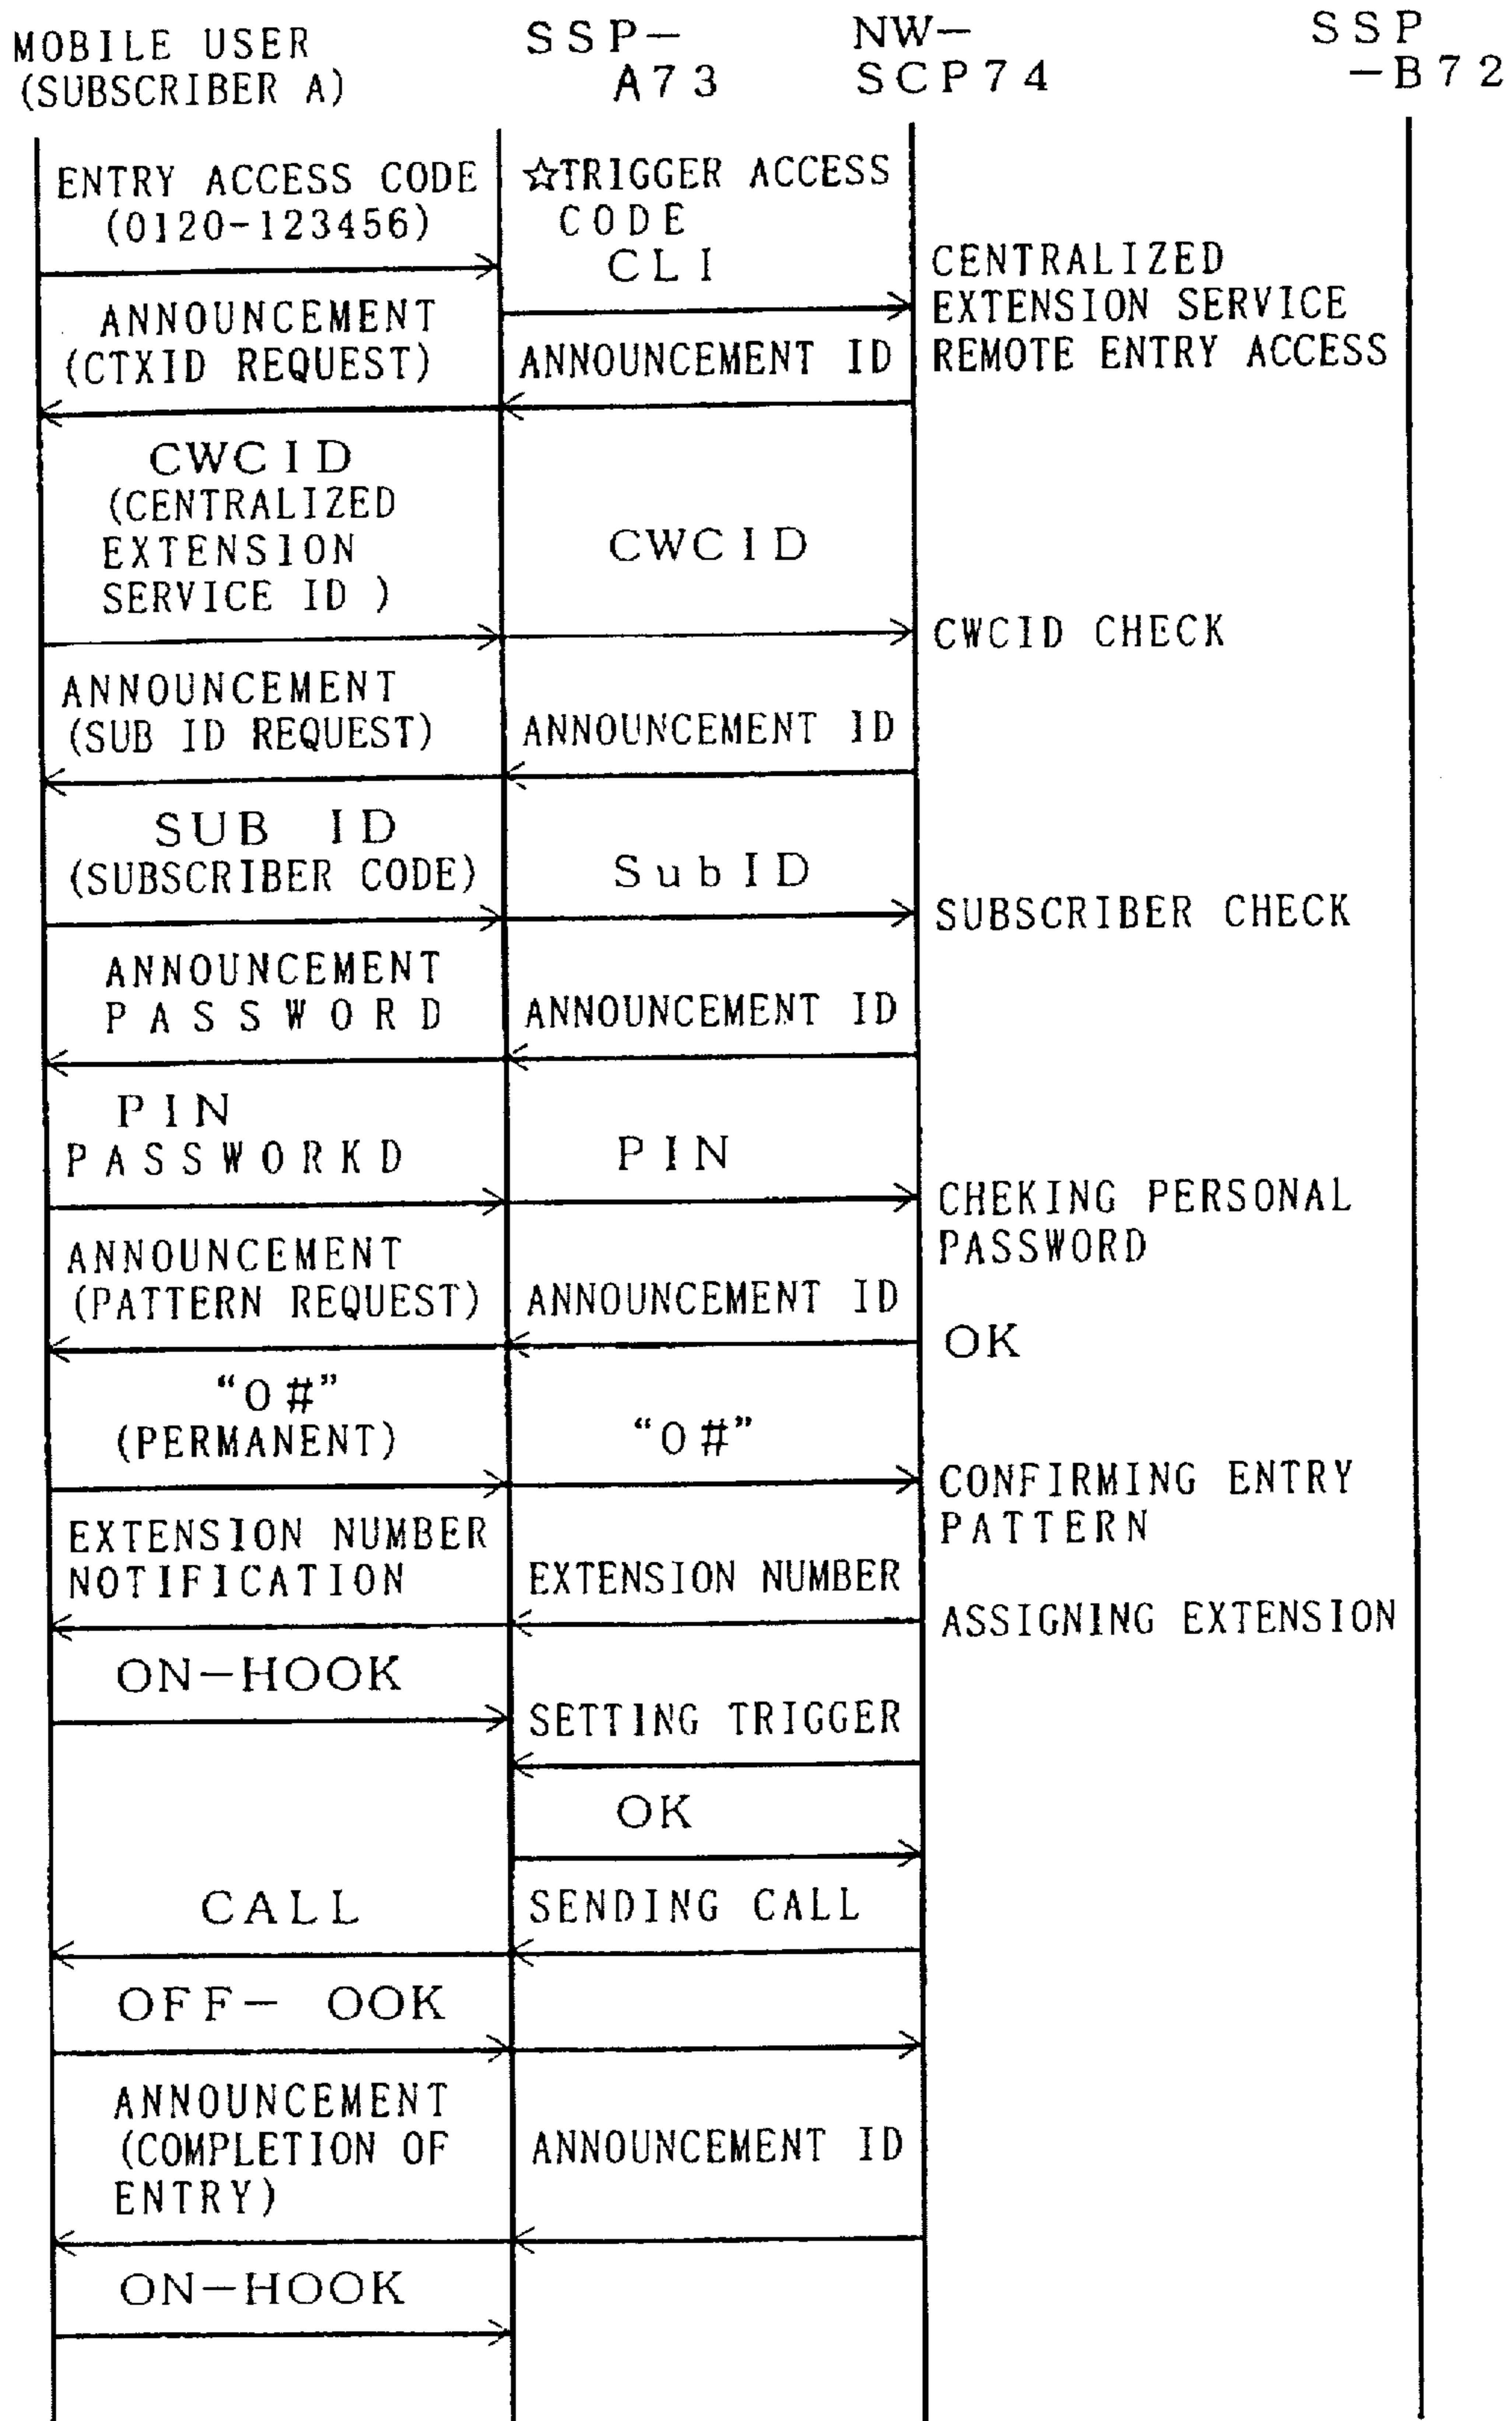 MOBILE USER
(SUBSCRIBER A)
SSP-
A73
NW-
SCP74
SSP
-B72
ENTRY ACCESS CODE
(0120-123456)
☆TRIGGER ACCESS
CODE
CLI
CENTRALIZED
EXTENSION SERVICE
REMOTE ENTRY ACCESS
ANNOUNCEMENT
(CTXID REQUEST)
ANNOUNCEMENT ID
CWCID
(CENTRALIZED
EXTENSION
SERVICE ID )
CWCID
CWCID CHECK
ANNOUNCEMENT
(SUB ID REQUEST)
ANNOUNCEMENT ID
SUB ID
(SUBSCRIBER CODE)
SubID
SUBSCRIBER CHECK
ANNOUNCEMENT
PASSWORD
ANNOUNCEMENT ID
PIN
PASSWORKD
PIN
CHEKING PERSONAL
PASSWORD
ANNOUNCEMENT
(PATTERN REQUEST)
ANNOUNCEMENT ID
OK
“0#”
(PERMANENT)
“0#”
CONFIRMING ENTRY
PATTERN
EXTENSION NUMBER
NOTIFICATION
EXTENSION NUMBER
ASSIGNING EXTENSION
ON-HOOK
SETTING TRIGGER
OK
CALL
SENDING CALL
OFF- OOK
ANNOUNCEMENT
(COMPLETION OF
ENTRY)
ANNOUNCEMENT ID
ON-HOOK